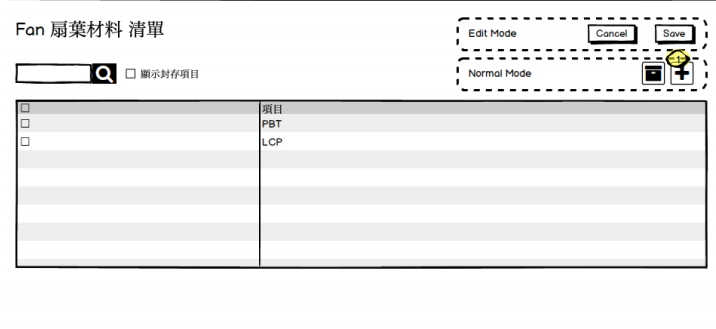 Fan 扇葉材料 清單
Edit Mode
Cancel
Save
顯示封存項目
Normal Mode
1
項目
PBT
LCP